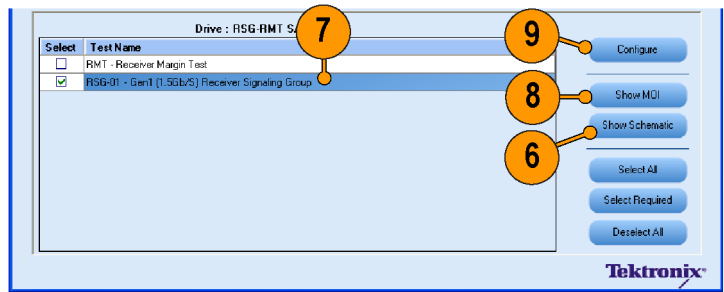 Drive : RSG-RMT
7
9
Select Test Name
Configure
RMT - Receiver Margin Test
RSG-01 - Gen1 (1.5Gb/S) Receiver Signaling Group
8
Show MOI
Show Schematic
6
Select All
Select Required
Deselect All
Tektronix